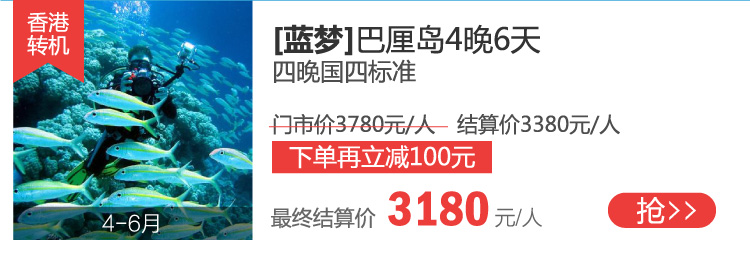 香港
转机
[蓝梦]巴厘岛4晚6天
四晚国四标准
门市价3780元/人 结算价3380元/人
下单再立减100元
4-6月
最终结算价 3180 元/人
抢>>